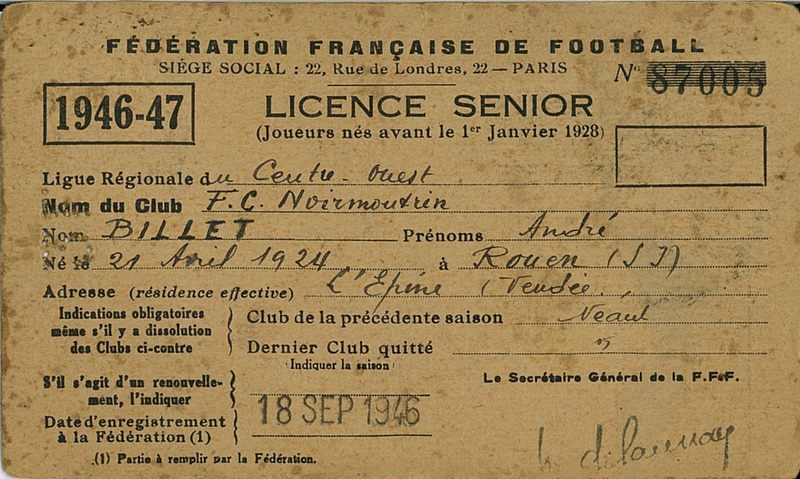 FÉDÉRATION FRANÇAISE DE FOOTBALL
SIÈGE SOCIAL : 22, Rue de Londres, 22 — PARIS
N° 87005
1946-47
LICENCE SENIOR
(Joueurs nés avant le 1er Janvier 1928)
Ligue Régionale du Centre-Ouest
Nom du Club F.C. Noirmoutrin
Nom BILLET Prénoms André
Né le 21 Avril 1924 à Rouen (S I)
Adresse (résidence effective) L'Epine (Vendée
Indications obligatoires
même s'il y a dissolution
des Clubs ci-contre
Club de la précédente saison Néant
Dernier Club quitté
Indiquer la saison
S'il s'agit d'un renouvelle-
ment, l'indiquer
Le Secrétaire Général de la F.F.F.
Date d'enregistrement
à la Fédération (1)
18 SEP 1946
h delaunay
(1) Partie à remplir par la Fédération.